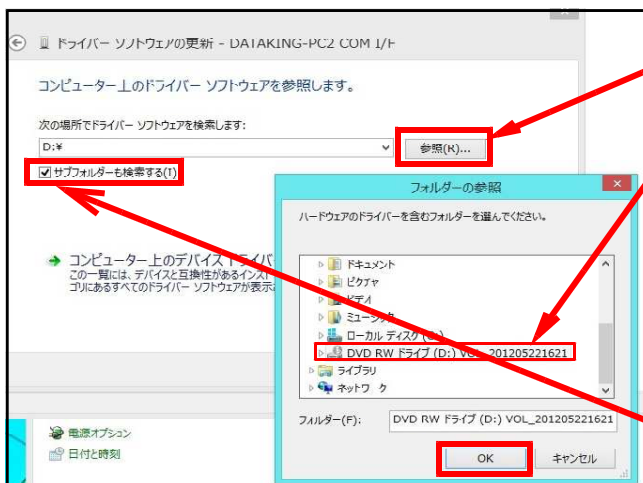 ドライバー ソフトウェアの更新 - DATAKING-PC2 COM I/F
コンピューター上のドライバー ソフトウェアを参照します。
次の場所でドライバー ソフトウェアを検索します:
D:¥
参照(R)...
サブフォルダーも検索する(I)
コンピューター上のデバイス ドライバ
この一覧には、デバイスと互換性があるインスト
ゴリにあるすべてのドライバー ソフトウェアが表示
フォルダーの参照
ハードウェアのドライバーを含むフォルダーを選んでください。
ドキュメント
ピクチャ
ビデオ
ミュージック
ローカル ディスク (C:)
DVD RW ドライブ (D:) VOL_201205221621
ライブラリ
ネットワーク
フォルダー(F):
DVD RW ドライブ (D:) VOL_201205221621
OK
キャンセル
電源オプション
日付と時刻